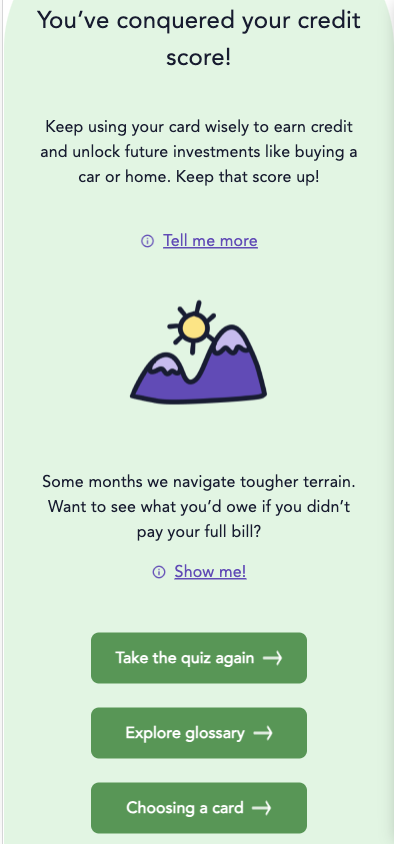 You’ve conquered your credit
score!
Keep using your card wisely to earn credit
and unlock future investments like buying a
car or home. Keep that score up!
Tell me more
Some months we navigate tougher terrain.
Want to see what you’d owe if you didn’t
pay your full bill?
Show me!
Take the quiz again →
Explore glossary →
Choosing a card →